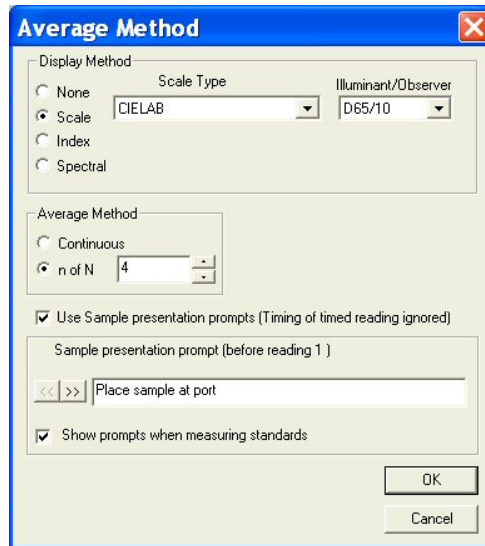 Average Method
Display Method
Scale Type
Illuminant/Observer
None
CIELAB
D65/10
Scale
Index
Spectral
Average Method
Continuous
n of N
4
Use Sample presentation prompts (Timing of timed reading ignored)
Sample presentation prompt (before reading 1 )
<< >> Place sample at port
Show prompts when measuring standards
OK
Cancel